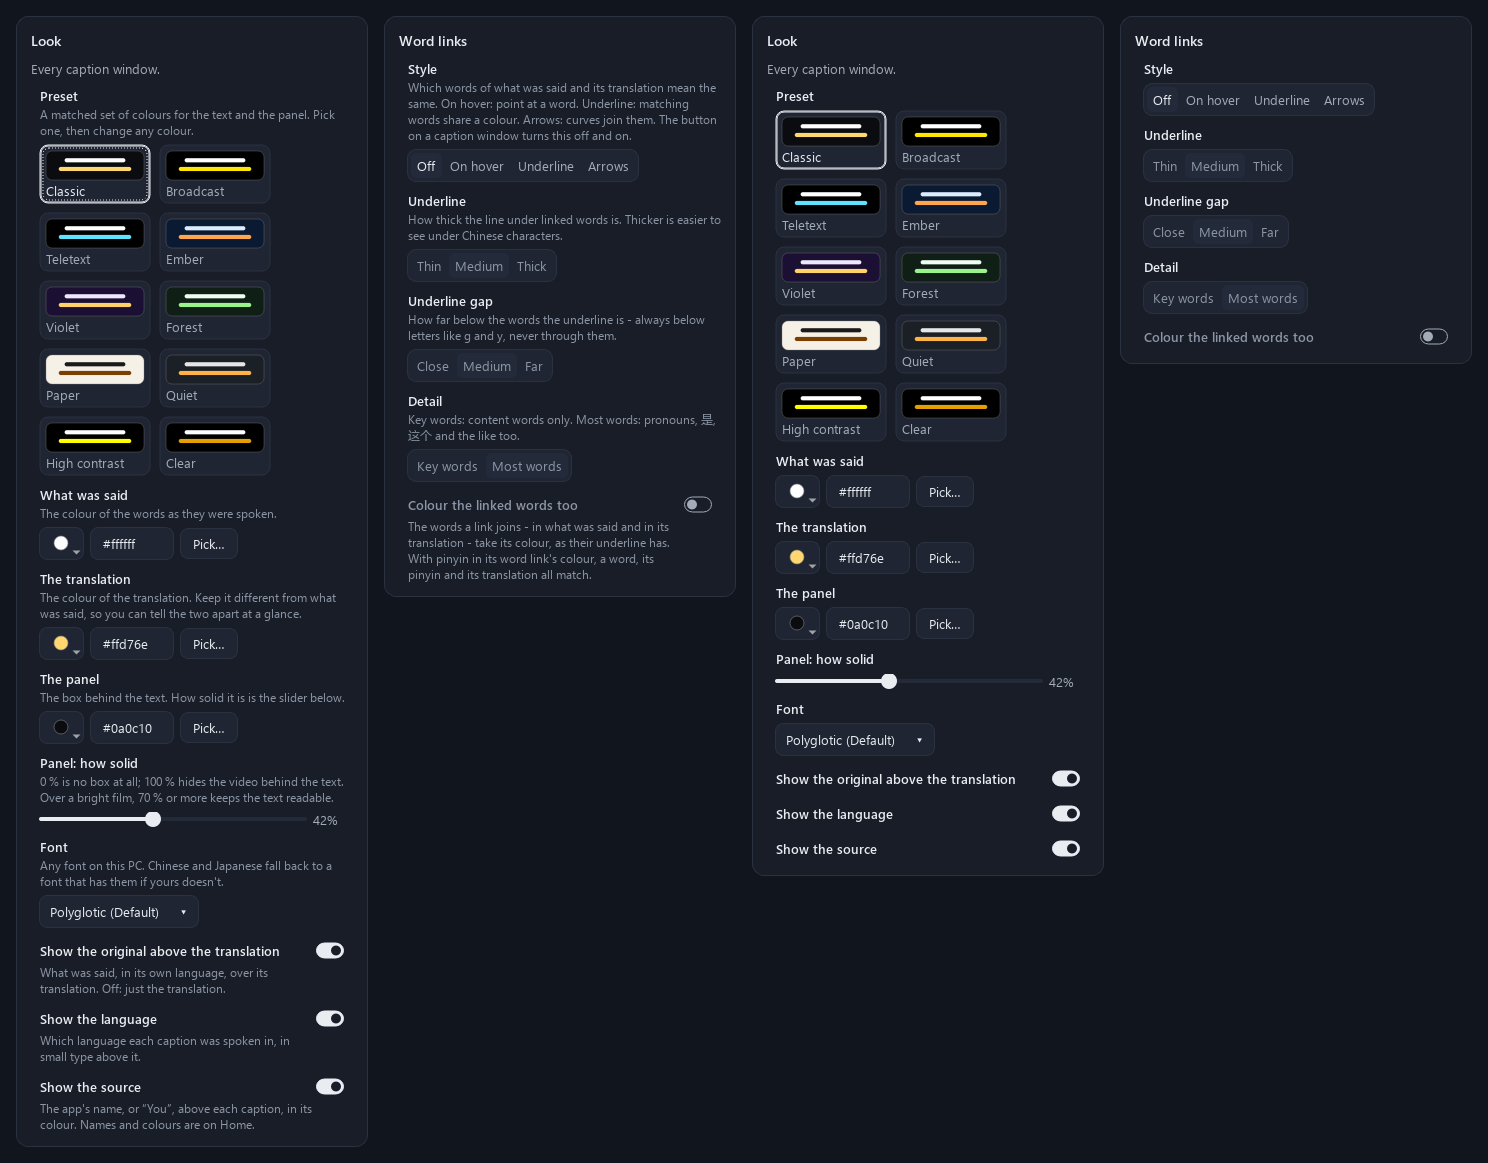 Look
Every caption window.
Preset
A matched set of colours for the text and the panel. Pick
one, then change any colour.
Classic
Broadcast
Teletext
Ember
Violet
Forest
Paper
Quiet
High contrast
Clear
What was said
The colour of the words as they were spoken.
#ffffff
Pick...
The translation
The colour of the translation. Keep it different from what
was said, so you can tell the two apart at a glance.
#ffd76e
Pick...
The panel
The box behind the text. How solid it is is the slider below.
#0a0c10
Pick...
Panel: how solid
0 % is no box at all; 100 % hides the video behind the text.
Over a bright film, 70 % or more keeps the text readable.
42%
Font
Any font on this PC. Chinese and Japanese fall back to a
font that has them if yours doesn't.
Polyglotic (Default)
Show the original above the translation
What was said, in its own language, over its
translation. Off: just the translation.
Show the language
Which language each caption was spoken in, in
small type above it.
Show the source
The app's name, or “You”, above each caption, in its
colour. Names and colours are on Home.
Word links
Style
Which words of what was said and its translation mean the
same. On hover: point at a word. Underline: matching
words share a colour. Arrows: curves join them. The button
on a caption window turns this off and on.
Off On hover Underline Arrows
Underline
How thick the line under linked words is. Thicker is easier to
see under Chinese characters.
Thin Medium Thick
Underline gap
How far below the words the underline is - always below
letters like g and y, never through them.
Close Medium Far
Detail
Key words: content words only. Most words: pronouns, 是,
这个 and the like too.
Key words Most words
Colour the linked words too
The words a link joins - in what was said and in its
translation - take its colour, as their underline has.
With pinyin in its word link's colour, a word, its
pinyin and its translation all match.
Look
Every caption window.
Preset
Classic
Broadcast
Teletext
Ember
Violet
Forest
Paper
Quiet
High contrast
Clear
What was said
#ffffff
Pick...
The translation
#ffd76e
Pick...
The panel
#0a0c10
Pick...
Panel: how solid
42%
Font
Polyglotic (Default)
Show the original above the translation
Show the language
Show the source
Word links
Style
Off On hover Underline Arrows
Underline
Thin Medium Thick
Underline gap
Close Medium Far
Detail
Key words Most words
Colour the linked words too